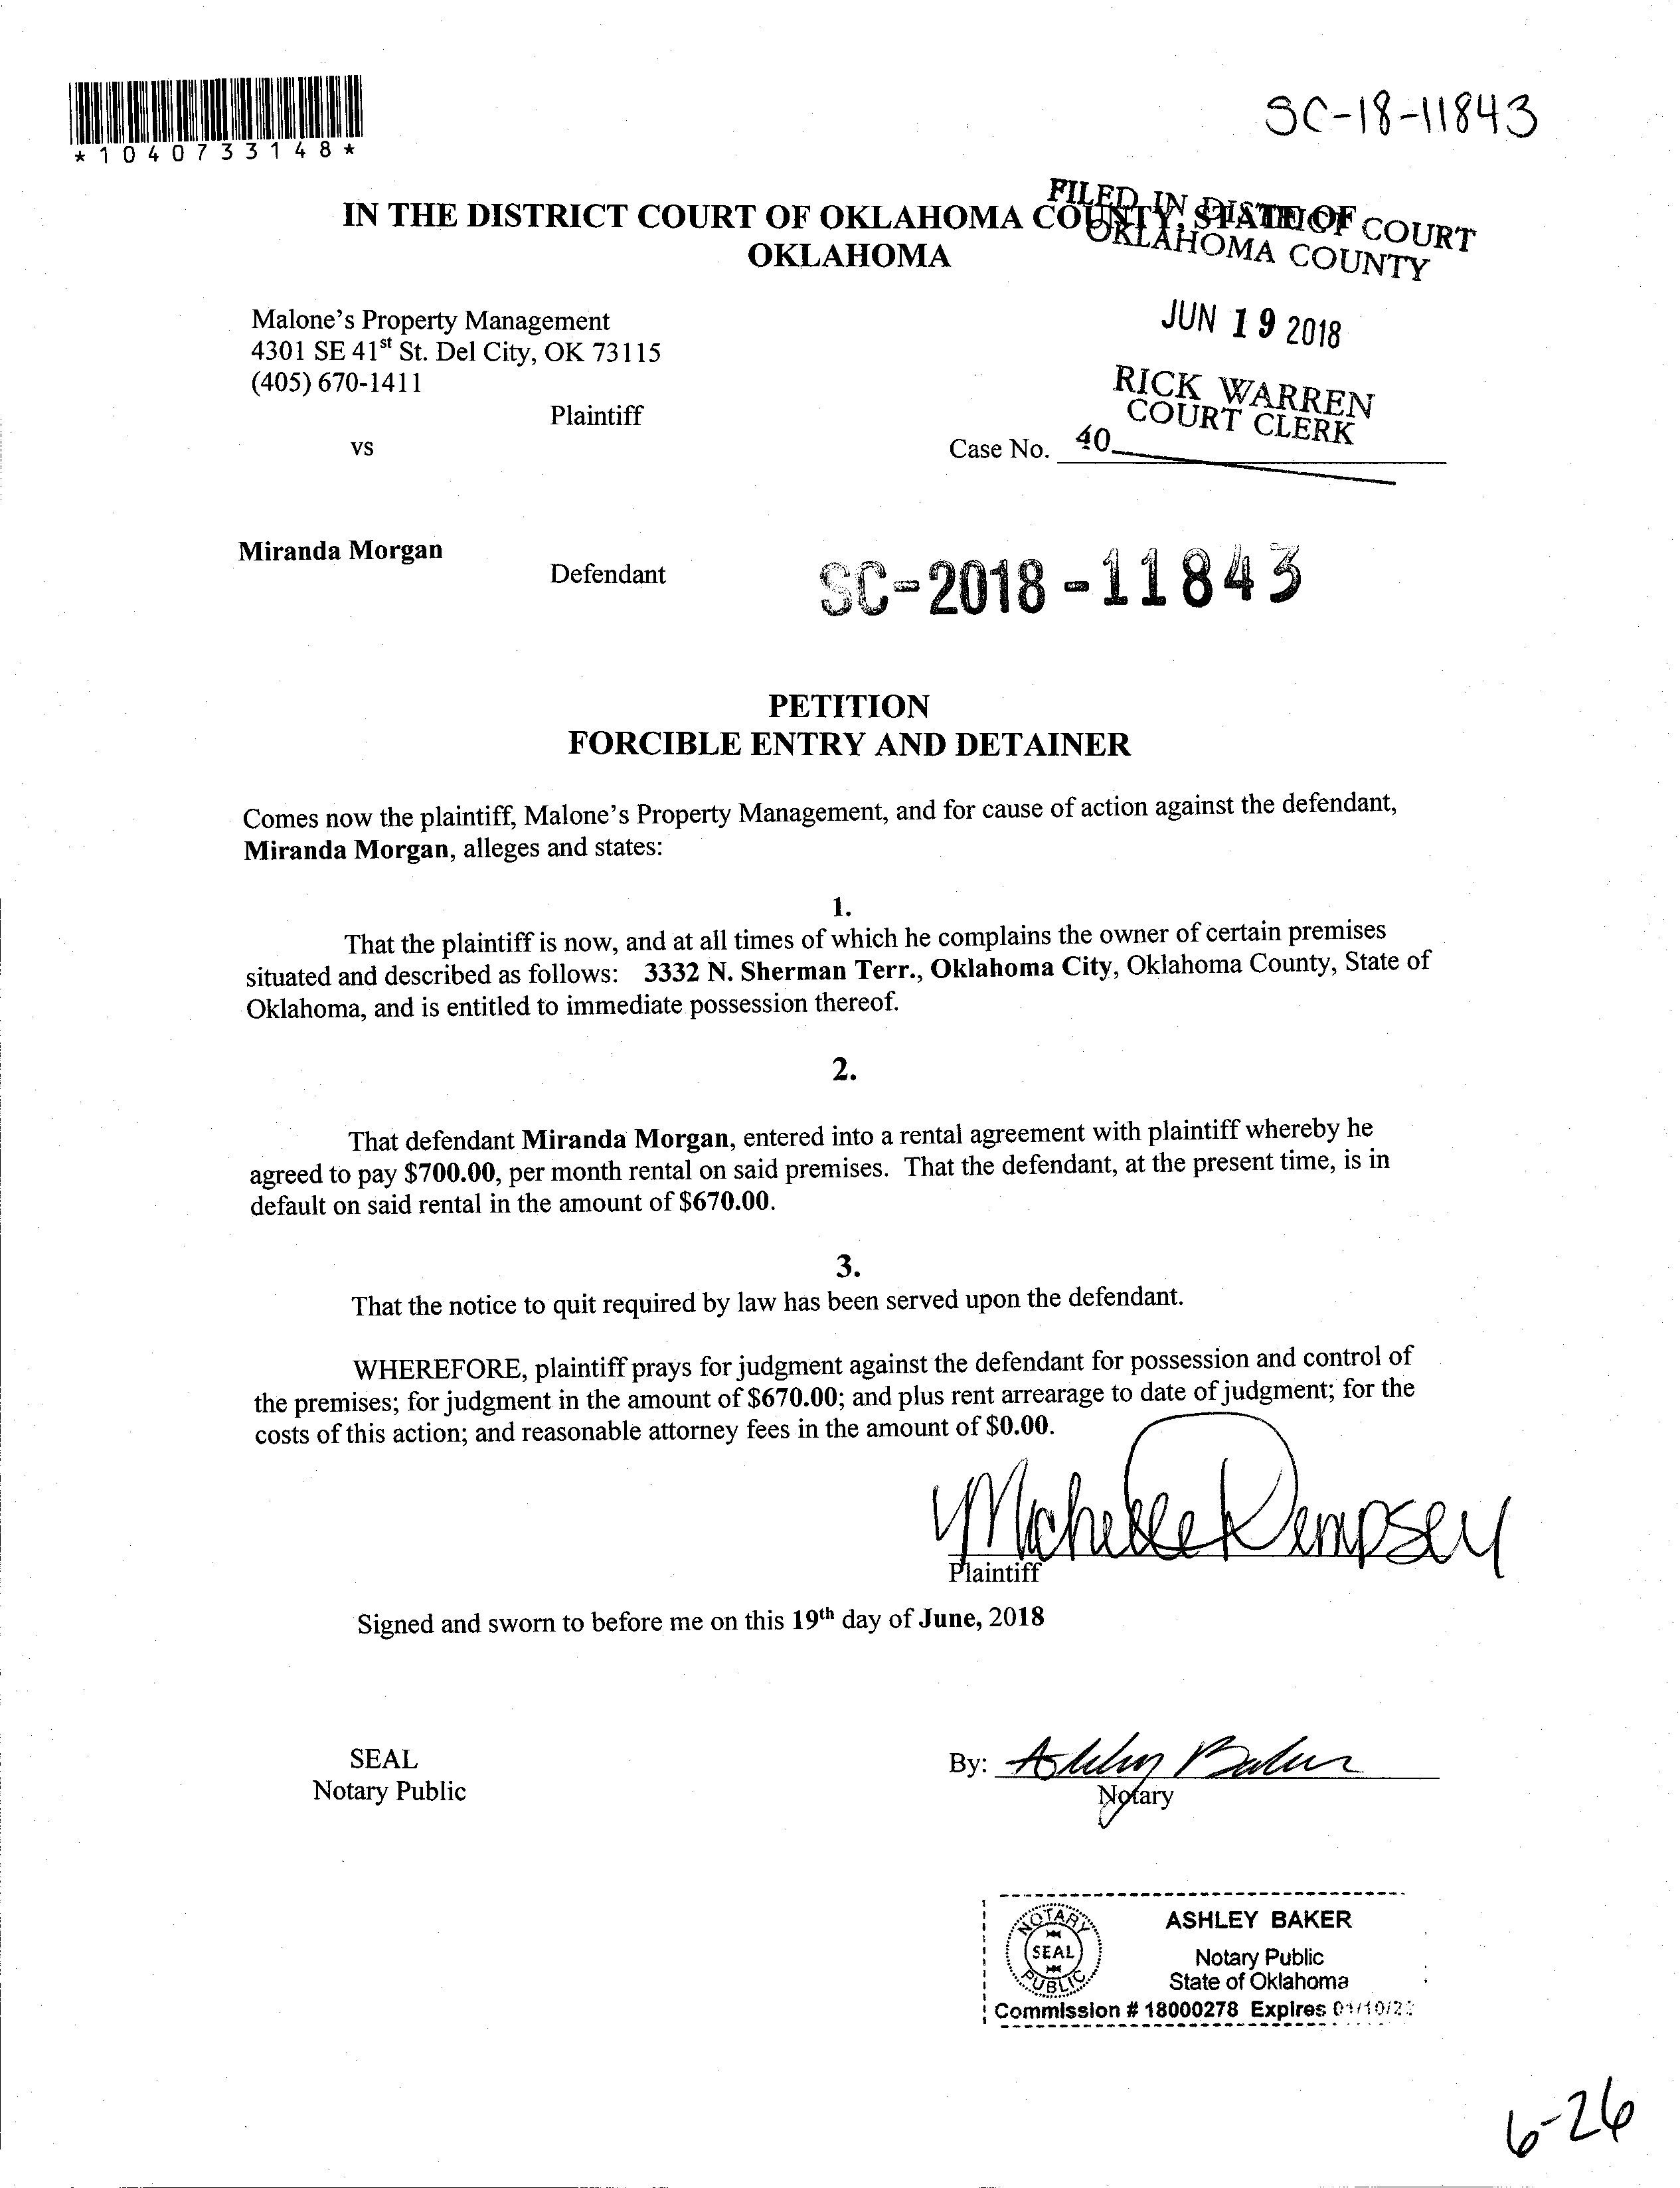 *1040733148*
SC-18-11843
IN THE DISTRICT COURT OF OKLAHOMA COUNTY, STATE OF
OKLAHOMA
FILED IN DISTRICT COURT
OKLAHOMA COUNTY
JUN 19 2018
RICK WARREN
COURT CLERK
40
Malone's Property Management
4301 SE 41st St. Del City, OK 73115
(405) 670-1411
Plaintiff
vs
Case No.
Miranda Morgan
Defendant
SC-2018-11843
PETITION
FORCIBLE ENTRY AND DETAINER
Comes now the plaintiff, Malone's Property Management, and for cause of action against the defendant,
Miranda Morgan, alleges and states:
1.
That the plaintiff is now, and at all times of which he complains the owner of certain premises
situated and described as follows: 3332 N. Sherman Terr., Oklahoma City, Oklahoma County, State of
Oklahoma, and is entitled to immediate possession thereof.
2.
That defendant Miranda Morgan, entered into a rental agreement with plaintiff whereby he
agreed to pay $700.00, per month rental on said premises. That the defendant, at the present time, is in
default on said rental in the amount of $670.00.
3.
That the notice to quit required by law has been served upon the defendant.
WHEREFORE, plaintiff prays for judgment against the defendant for possession and control of
the premises; for judgment in the amount of $670.00; and plus rent arrearage to date of judgment; for the
costs of this action; and reasonable attorney fees in the amount of $0.00.
Michelle Dempsey
Plaintiff
Signed and sworn to before me on this 19th day of June, 2018
SEAL
Notary Public
By: Ashley Baker
Notary
NOTARY
SEAL
PUBLIC
ASHLEY BAKER
Notary Public
State of Oklahoma
Commission # 18000278 Expires
6-26